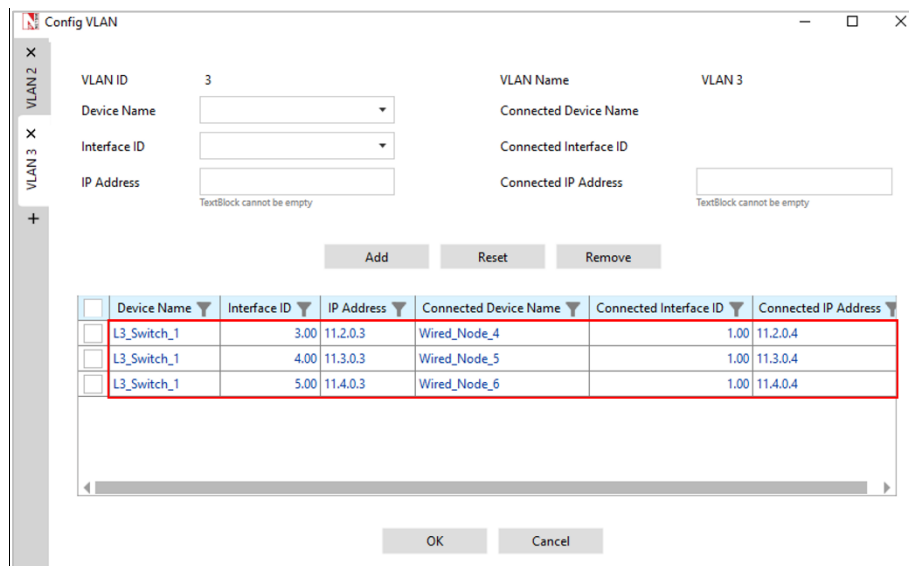 Config VLAN
VLAN 2
VLAN 3
+
VLAN ID 3 VLAN Name VLAN 3
Device Name Connected Device Name
Interface ID Connected Interface ID
IP Address Connected IP Address
TextBlock cannot be empty TextBlock cannot be empty
Add Reset Remove
Device Name Interface ID IP Address Connected Device Name Connected Interface ID Connected IP Address
L3_Switch_1 3.00 11.2.0.3 Wired_Node_4 1.00 11.2.0.4
L3_Switch_1 4.00 11.3.0.3 Wired_Node_5 1.00 11.3.0.4
L3_Switch_1 5.00 11.4.0.3 Wired_Node_6 1.00 11.4.0.4
OK Cancel